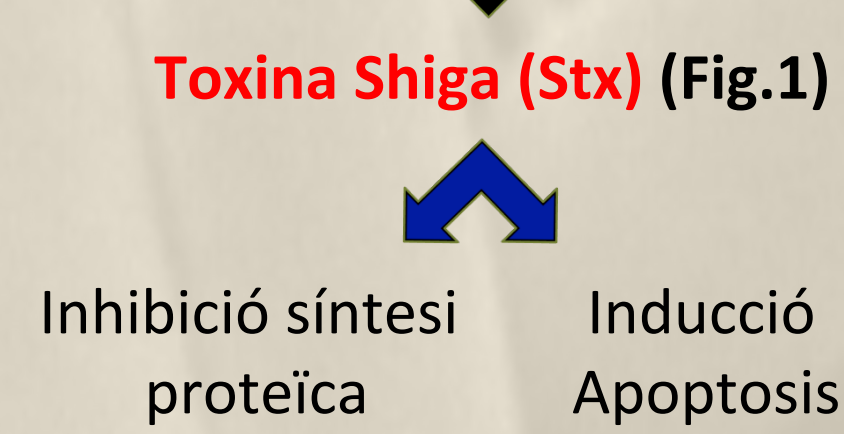 Toxina Shiga (Stx) (Fig.1)
Inhibició síntesi
proteïca
Inducció
Apoptosis